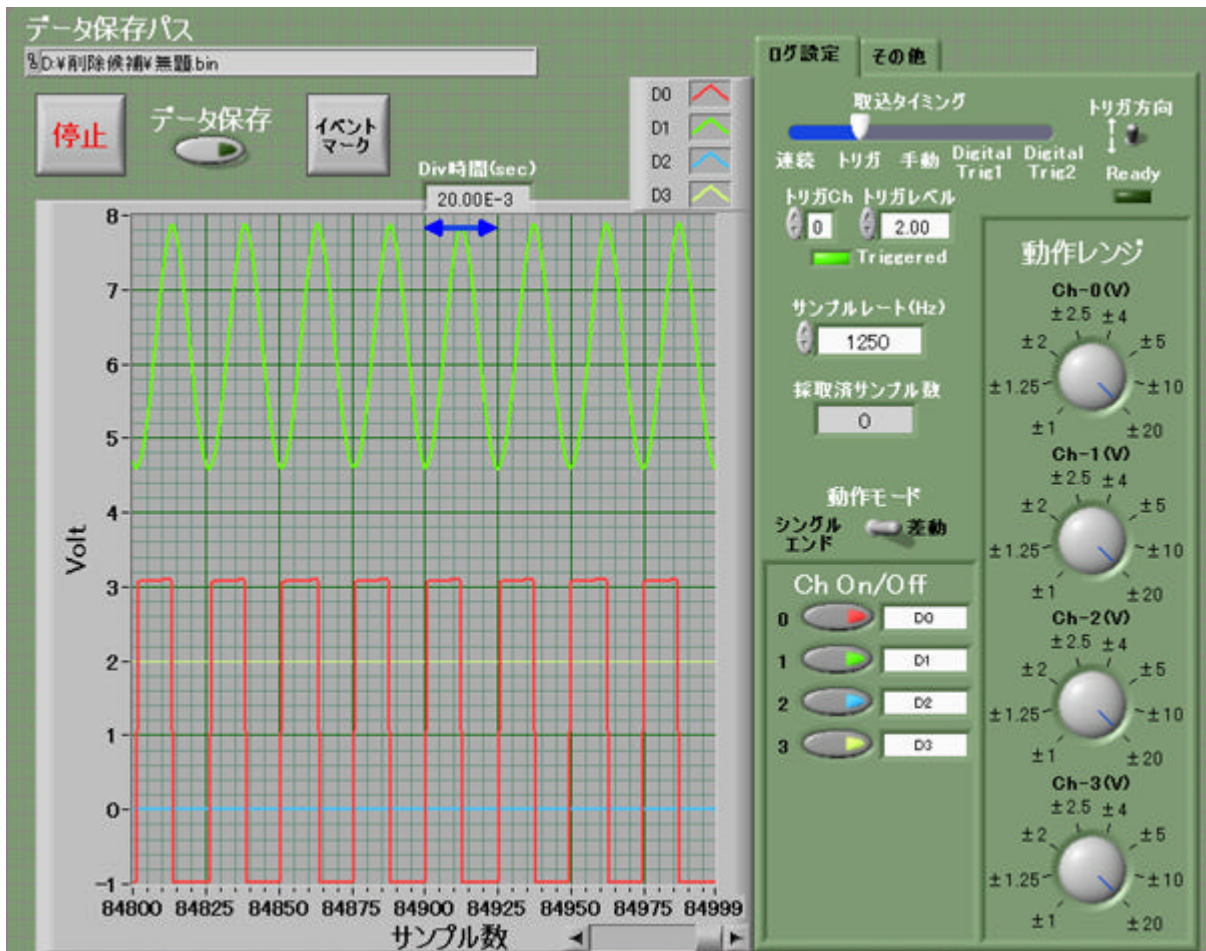 データ保存パス
D:¥削除候補¥無題.bin
停止
データ保存
イベント
マーク
D0
D1
D2
D3
Div時間(sec)
20.00E-3
8
7
6
5
4
3
2
1
0
-1
Volt
84800 84825 84850 84875 84900 84925 84950 84975 84999
サンプル数
ログ設定 その他
取込タイミング
連続 トリガ 手動 Digital Trig1 Digital Trig2
トリガ方向
Ready
トリガCh トリガレベル
0 2.00
Triggered
サンプルレート(Hz)
1250
採取済サンプル数
0
動作モード
シングル
エンド
差動
Ch On/Off
0 D0
1 D1
2 D2
3 D3
動作レンジ
Ch-0(V)
±2.5 ±4
±2 ±5
±1.25 ±10
±1 ±20
Ch-1(V)
±2.5 ±4
±2 ±5
±1.25 ±10
±1 ±20
Ch-2(V)
±2.5 ±4
±2 ±5
±1.25 ±10
±1 ±20
Ch-3(V)
±2.5 ±4
±2 ±5
±1.25 ±10
±1 ±20